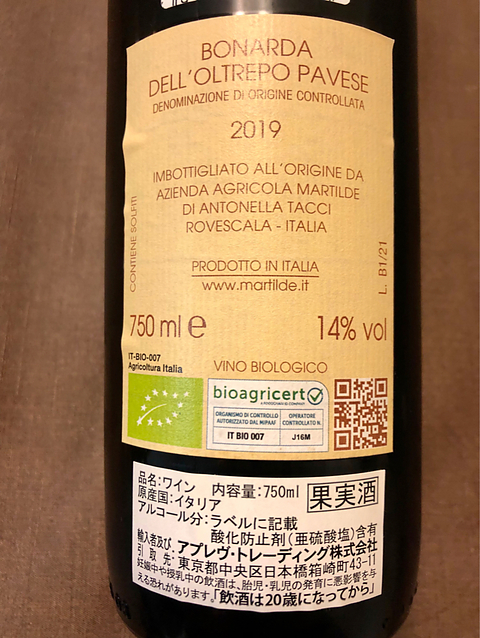 BONARDA
DELL'OLTREPO PAVESE
DENOMINAZIONE DI ORIGINE CONTROLLATA
2019
IMBOTTIGLIATO ALL'ORIGINE DA
AZIENDA AGRICOLA MARTILDE
DI ANTONELLA TACCI
ROVESCALA - ITALIA
CONTIENE SOLFITI
PRODOTTO IN ITALIA
www.martilde.it
L. B1/21
750 ml e 14% vol
IT-BIO-007
Agricoltura Italia
VINO BIOLOGICO
bioagricert
ORGANISMO DI CONTROLLO
AUTORIZZATO DAL MIPAAF
IT BIO 007
OPERATORE
CONTROLLATO N.
J16M
品名:ワイン 内容量:750ml
原産国:イタリア
果実酒
アルコール分:ラベルに記載
酸化防止剤(亜硫酸塩)含有
輸入者及び アプレヴ・トレーディング株式会社
引取先:東京都中央区日本橋箱崎町43-11
妊娠中や授乳中の飲酒は、胎児・乳児の発育に悪影響を与
える恐れがあります。「飲酒は20歳になってから」